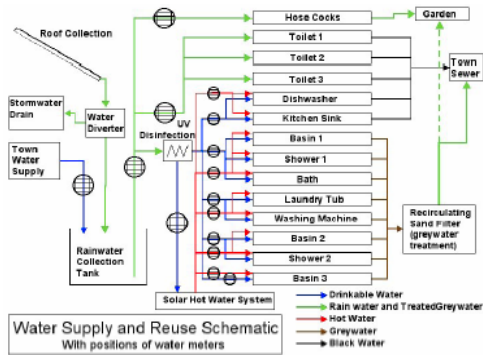 Roof Collection
Stormwater
Drain
Water
Diverter
Town
Water
Supply
Rainwater
Collection
Tank
UV
Disinfection
Hose Cocks
Toilet 1
Toilet 2
Toilet 3
Dishwasher
Kitchen Sink
Basin 1
Shower 1
Bath
Laundry Tub
Washing Machine
Basin 2
Shower 2
Basin 3
Solar Hot Water System
Garden
Town
Sewer
Recirculating
Sand Filter
(greywater
treatment)
Drinkable Water
Rain water and TreatedGreywater
Hot Water
Greywater
Black Water
Water Supply and Reuse Schematic
With positions of water meters